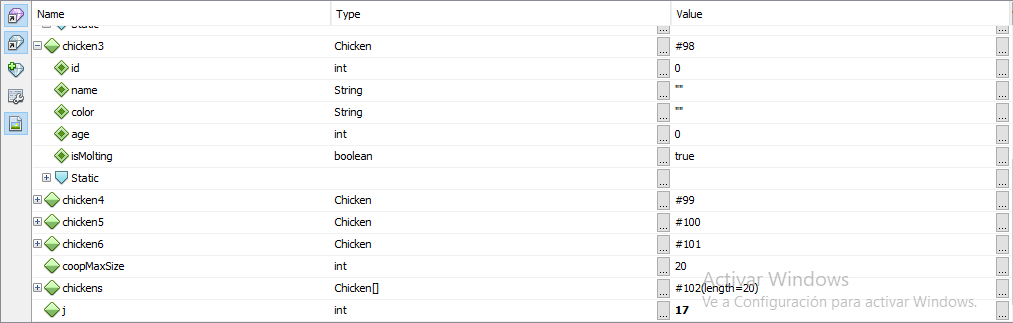 Name Type Value
Static
chicken3 Chicken ... #98 ...
id int ... 0 ...
name String ... "" ...
color String ... "" ...
age int ... 0 ...
isMolting boolean ... true ...
Static ... ...
chicken4 Chicken ... #99 ...
chicken5 Chicken ... #100 ...
chicken6 Chicken ... #101 ...
coopMaxSize int ... 20 ...
Activar Windows
chickens Chicken[] ... #102(length=20) ...
Ve a Configuración para activar Windows.
j int ... 17 ...